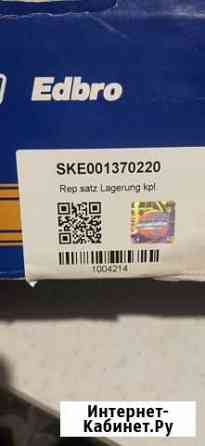 Edbro
SKE001370220
Rep.satz Lagerung kpl.
1004214
Интернет-
Кабинет.Ру